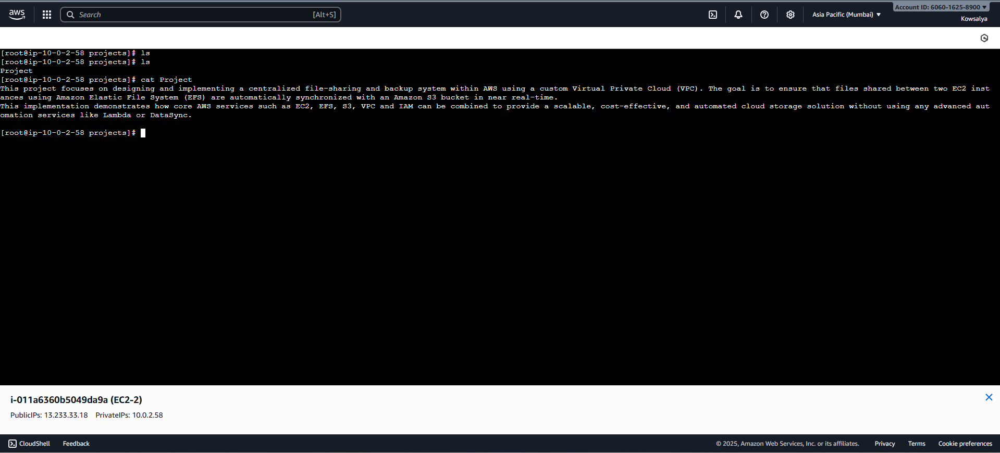 aws
Search [Alt+S]
Asia Pacific (Mumbai)
Account ID: 6060-1625-8900
Kowsalya
[root@ip-10-0-2-58 projects]# ls
[root@ip-10-0-2-58 projects]# ls
Project
[root@ip-10-0-2-58 projects]# cat Project
This project focuses on designing and implementing a centralized file-sharing and backup system within AWS using a custom Virtual Private Cloud (VPC). The goal is to ensure that files shared between two EC2 inst
ances using Amazon Elastic File System (EFS) are automatically synchronized with an Amazon S3 bucket in near real-time.
This implementation demonstrates how core AWS services such as EC2, EFS, S3, VPC and IAM can be combined to provide a scalable, cost-effective, and automated cloud storage solution without using any advanced aut
omation services like Lambda or DataSync.
[root@ip-10-0-2-58 projects]#
i-011a6360b5049da9a (EC2-2)
PublicIPs: 13.233.33.18 PrivateIPs: 10.0.2.58
CloudShell Feedback © 2025, Amazon Web Services, Inc. or its affiliates. Privacy Terms Cookie preferences